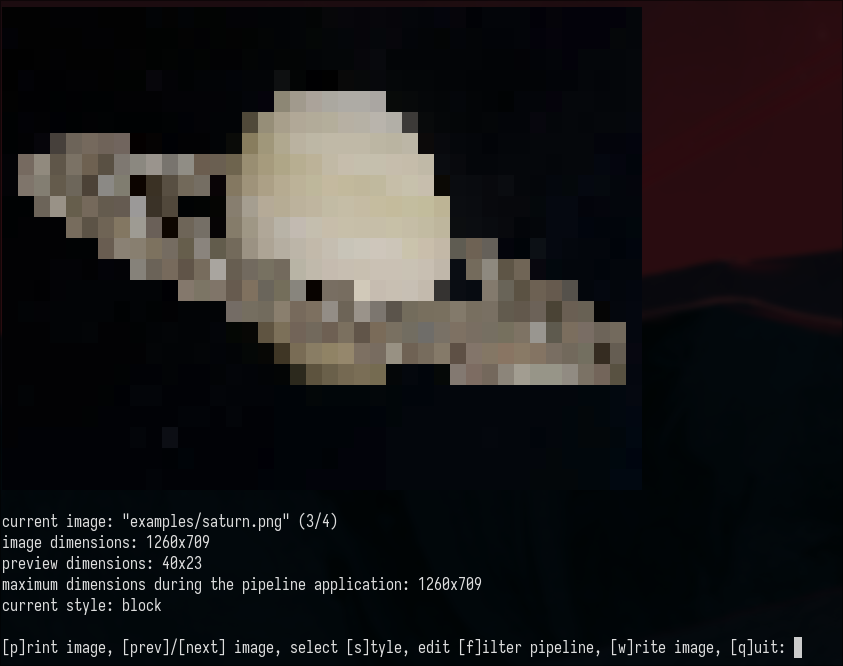 current image: "examples/saturn.png" (3/4)
image dimensions: 1260x709
preview dimensions: 40x23
maximum dimensions during the pipeline application: 1260x709
current style: block
[p]rint image, [prev]/[next] image, select [s]tyle, edit [f]ilter pipeline, [w]rite image, [q]uit: